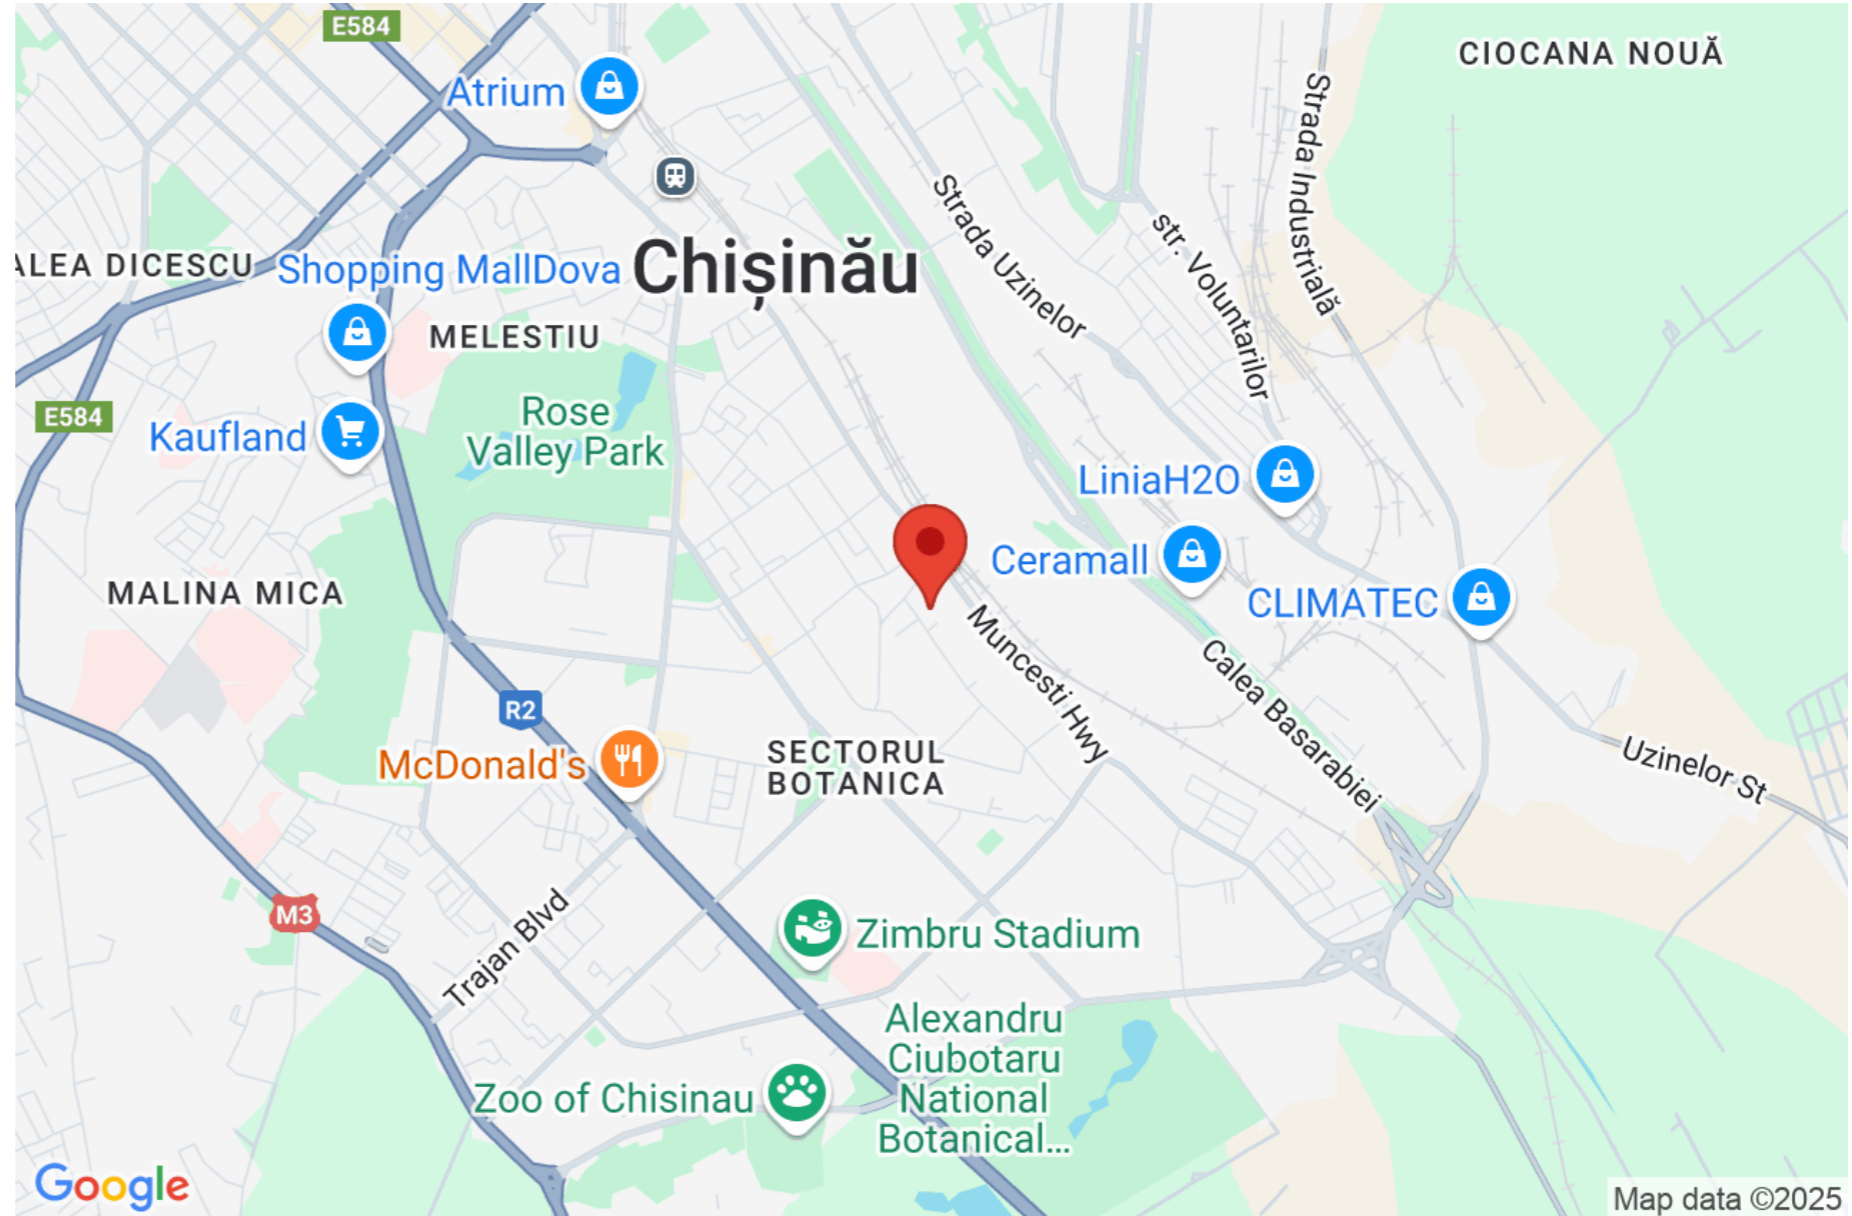 E584
CIOCANA NOUĂ
Atrium
Strada Industrială
Strada Uzinelor
str. Voluntarilor
ALEA DICESCU
Shopping MallDova
Chișinău
MELESTIU
Rose
Valley Park
E584
Kaufland
LiniaH2O
Ceramall
CLIMATEC
MALINA MICA
Muncesti Hwy
Calea Basarabiei
R2
McDonald's
SECTORUL
BOTANICA
Uzinelor St
M3
Trajan Blvd
Zimbru Stadium
Alexandru
Ciubotaru
National
Botanical...
Zoo of Chisinau
Google
Map data ©2025